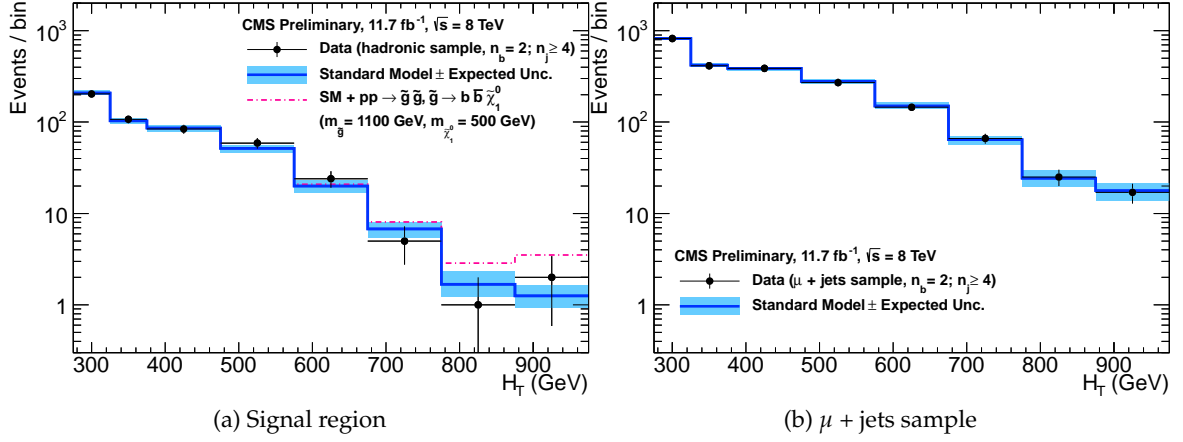 CMS Preliminary, 11.7 fb⁻¹, √s = 8 TeV
Data (hadronic sample, n_b = 2; n_j ≥ 4)
Standard Model ± Expected Unc.
SM + pp → g̃ g̃, g̃ → b b̅ χ̃₁⁰
(m_g̃ = 1100 GeV, m_χ̃₁⁰ = 500 GeV)
Events / bin
10³
10²
10
1
300 400 500 600 700 800 900
H_T (GeV)
(a) Signal region
Events / bin
10³
10²
10
1
CMS Preliminary, 11.7 fb⁻¹, √s = 8 TeV
Data (μ + jets sample, n_b = 2; n_j ≥ 4)
Standard Model ± Expected Unc.
300 400 500 600 700 800 900
H_T (GeV)
(b) μ + jets sample